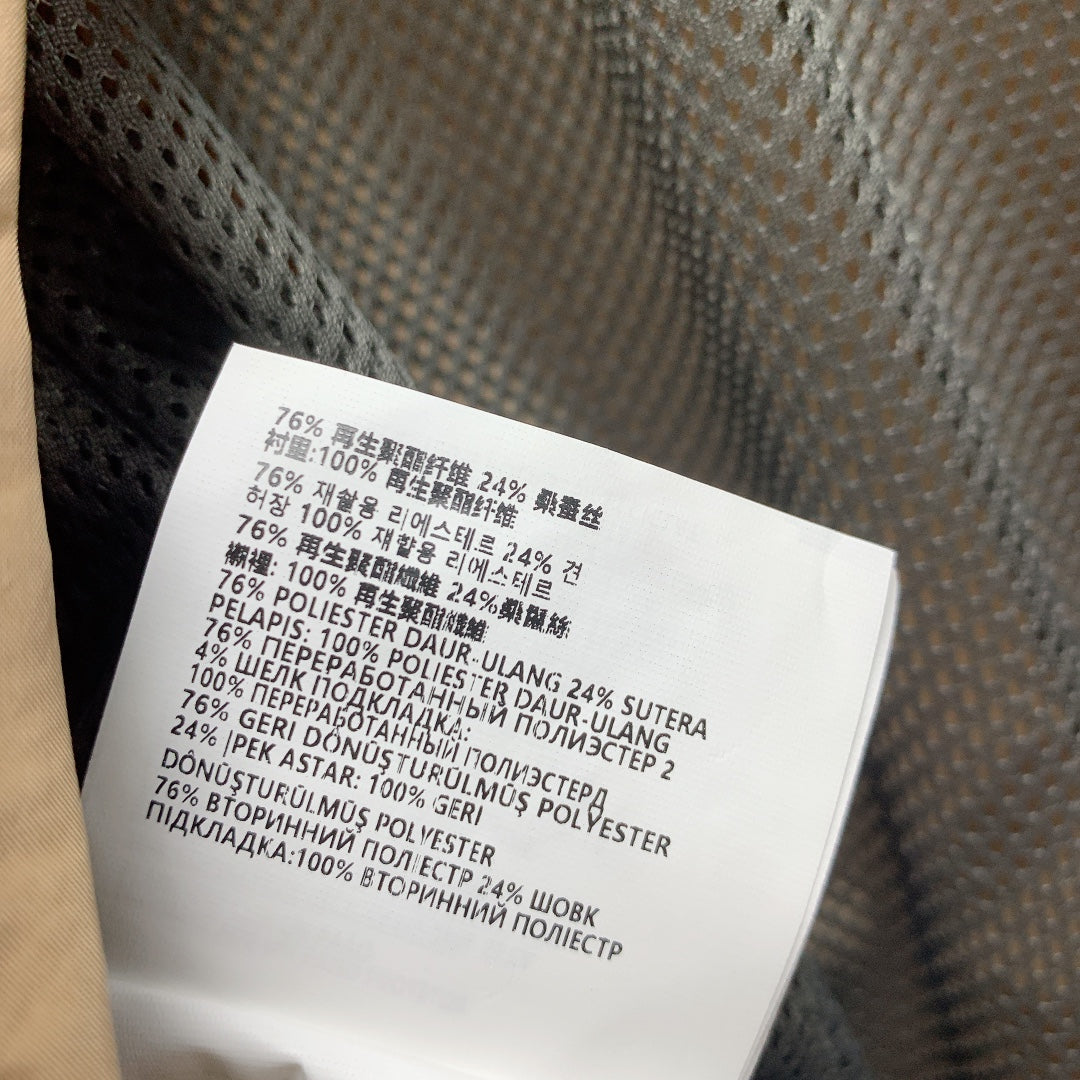 76% 再生聚酯纤维 24% 桑蚕丝
衬里:100% 再生聚酯纤维
76% 재활용 리에스테르 24% 견
허장 100% 재활용 리에스테르
76% 再生聚酯纖維 24%桑蠶絲
襯裡: 100% 再生聚酯纖維
76% POLIESTER DAUR-ULANG 24% SUTERA
PELAPIS: 100% POLIESTER DAUR-ULANG
76% ПЕРЕРАБОТАННЫЙ ПОЛИЭСТЕР 2
4% ШЕЛК ПОДКЛАДКА:
100% ПЕРЕРАБОТАННЫЙ ПОЛИЭСТЕРД
76% GERI DÖNÜŞTURÜLMÜŞ POLYESTER
24% |PEK ASTAR: 100% GERI
DÔNÜŞTURÜLMÜŞ POLYESTER
76% ВТОРИННИЙ ПОЛІЕСТР 24% ШОВК
ПІДКЛАДКА:100% ВТОРИННИЙ ПОЛІЕСТР